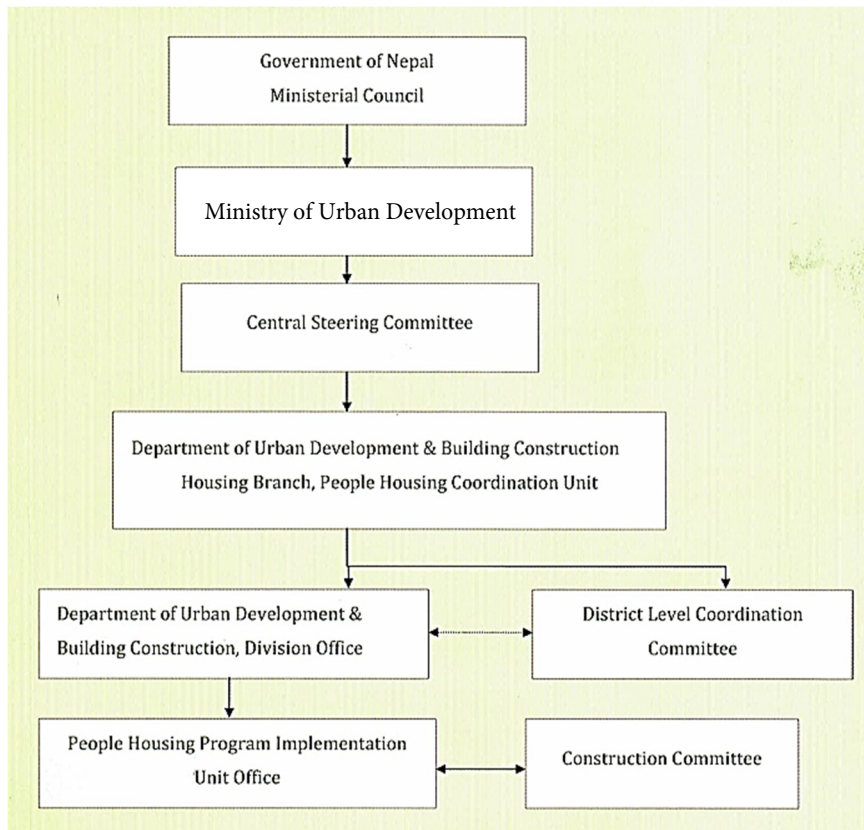 Government of Nepal
Ministerial Council
Ministry of Urban Development
Central Steering Committee
Department of Urban Development & Building Construction
Housing Branch, People Housing Coordination Unit
Department of Urban Development &
Building Construction, Division Office
District Level Coordination
Committee
People Housing Program Implementation
Unit Office
Construction Committee